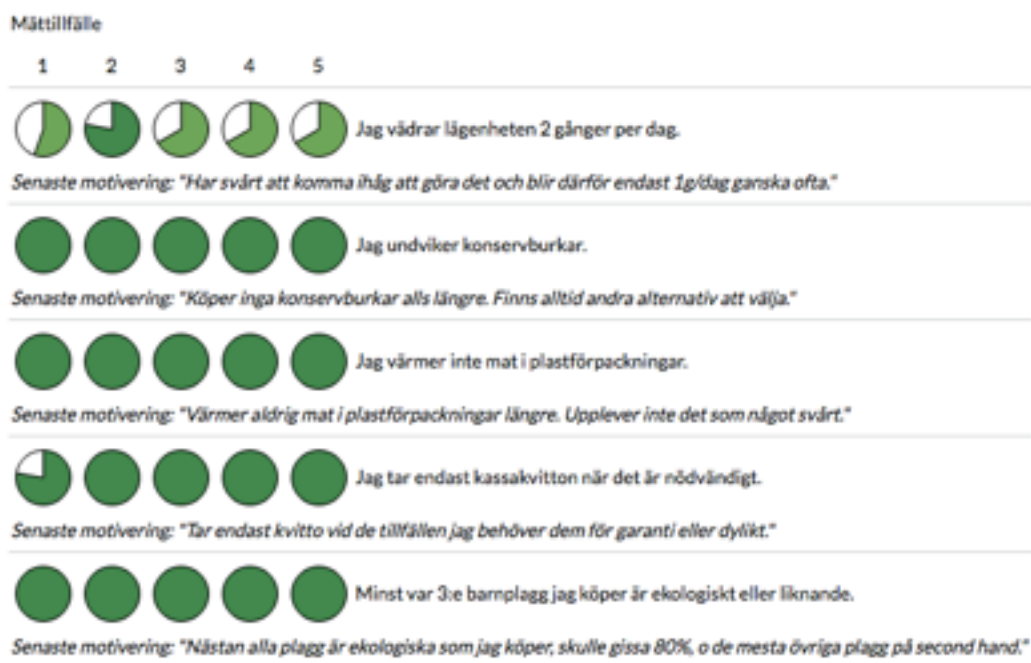 Mättillfälle
1 2 3 4 5
Jag vädrar lägenheten 2 gånger per dag.
Senaste motivering: "Har svårt att komma ihåg att göra det och blir därför endast 1g/dag ganska ofta."
Jag undviker konservburkar.
Senaste motivering: "Köper inga konservburkar alls längre. Finns alltid andra alternativ att välja."
Jag värmer inte mat i plastförpackningar.
Senaste motivering: "Värmer aldrig mat i plastförpackningar längre. Upplever inte det som något svårt."
Jag tar endast kassakvitton när det är nödvändigt.
Senaste motivering: "Tar endast kvitto vid de tillfällen jag behöver dem för garanti eller dylikt."
Minst var 3:e barnplagg jag köper är ekologiskt eller liknande.
Senaste motivering: "Nästan alla plagg är ekologiska som jag köper, skulle gissa 80%, o de mesta övriga plagg på second hand."